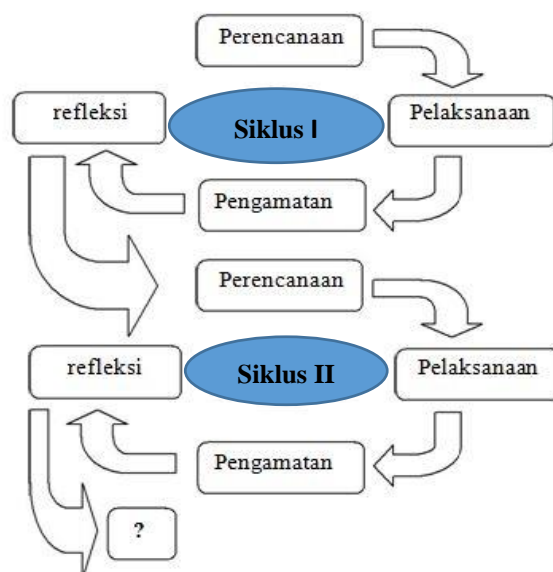 Perencanaan
refleksi
Siklus I
Pelaksanaan
Pengamatan
Perencanaan
refleksi
Siklus II
Pelaksanaan
Pengamatan
?